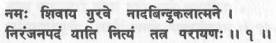 नमः शिवाय गुरवे नादबिन्दुकलात्मने ।
निरंजनपदं याति नित्यं तत्र परायणः ।। १ ।।